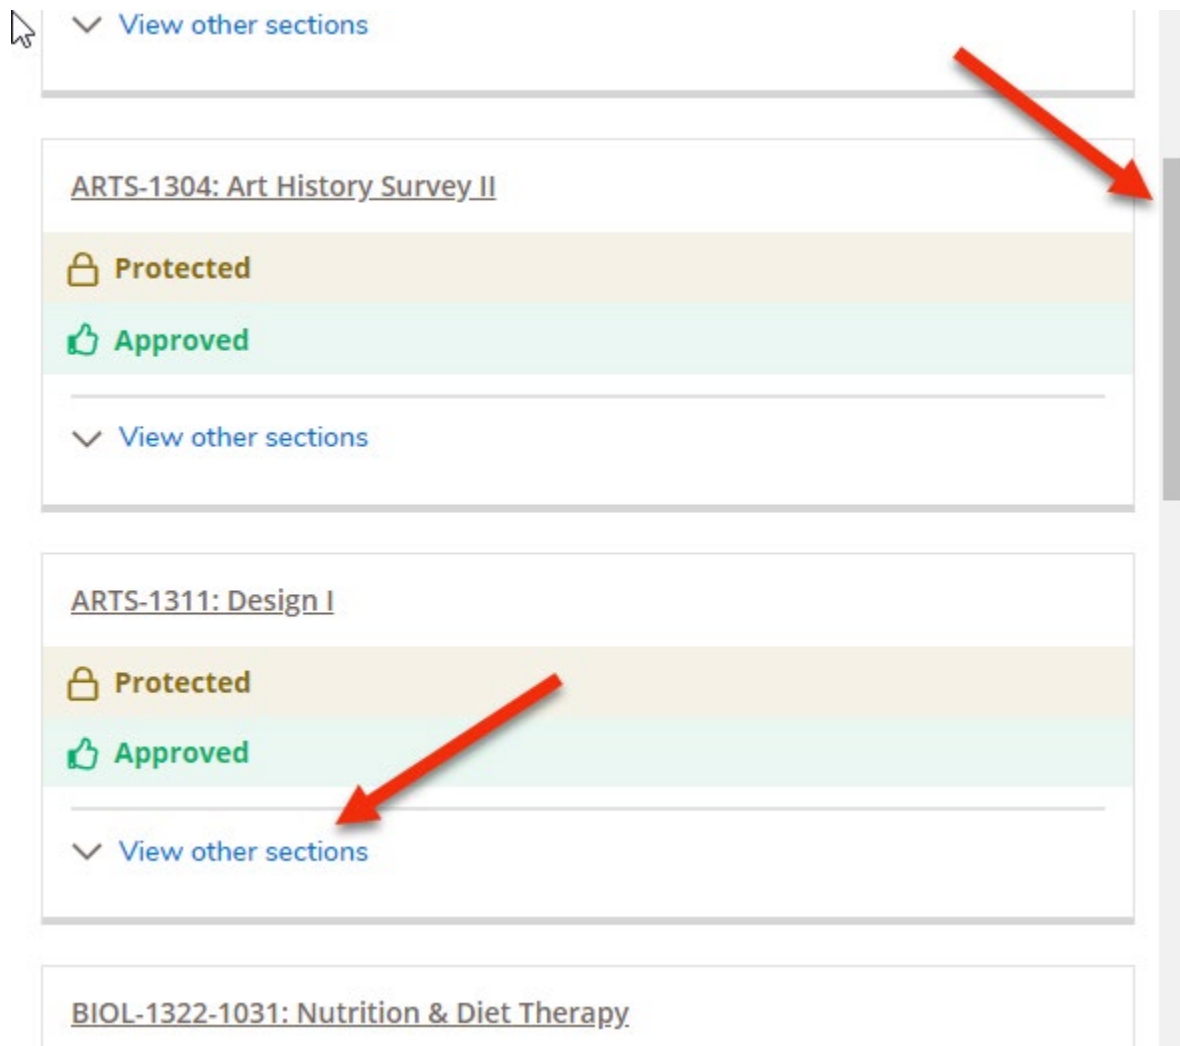 View other sections
ARTS-1304: Art History Survey II
Protected
Approved
View other sections
ARTS-1311: Design I
Protected
Approved
View other sections
BIOL-1322-1031: Nutrition & Diet Therapy